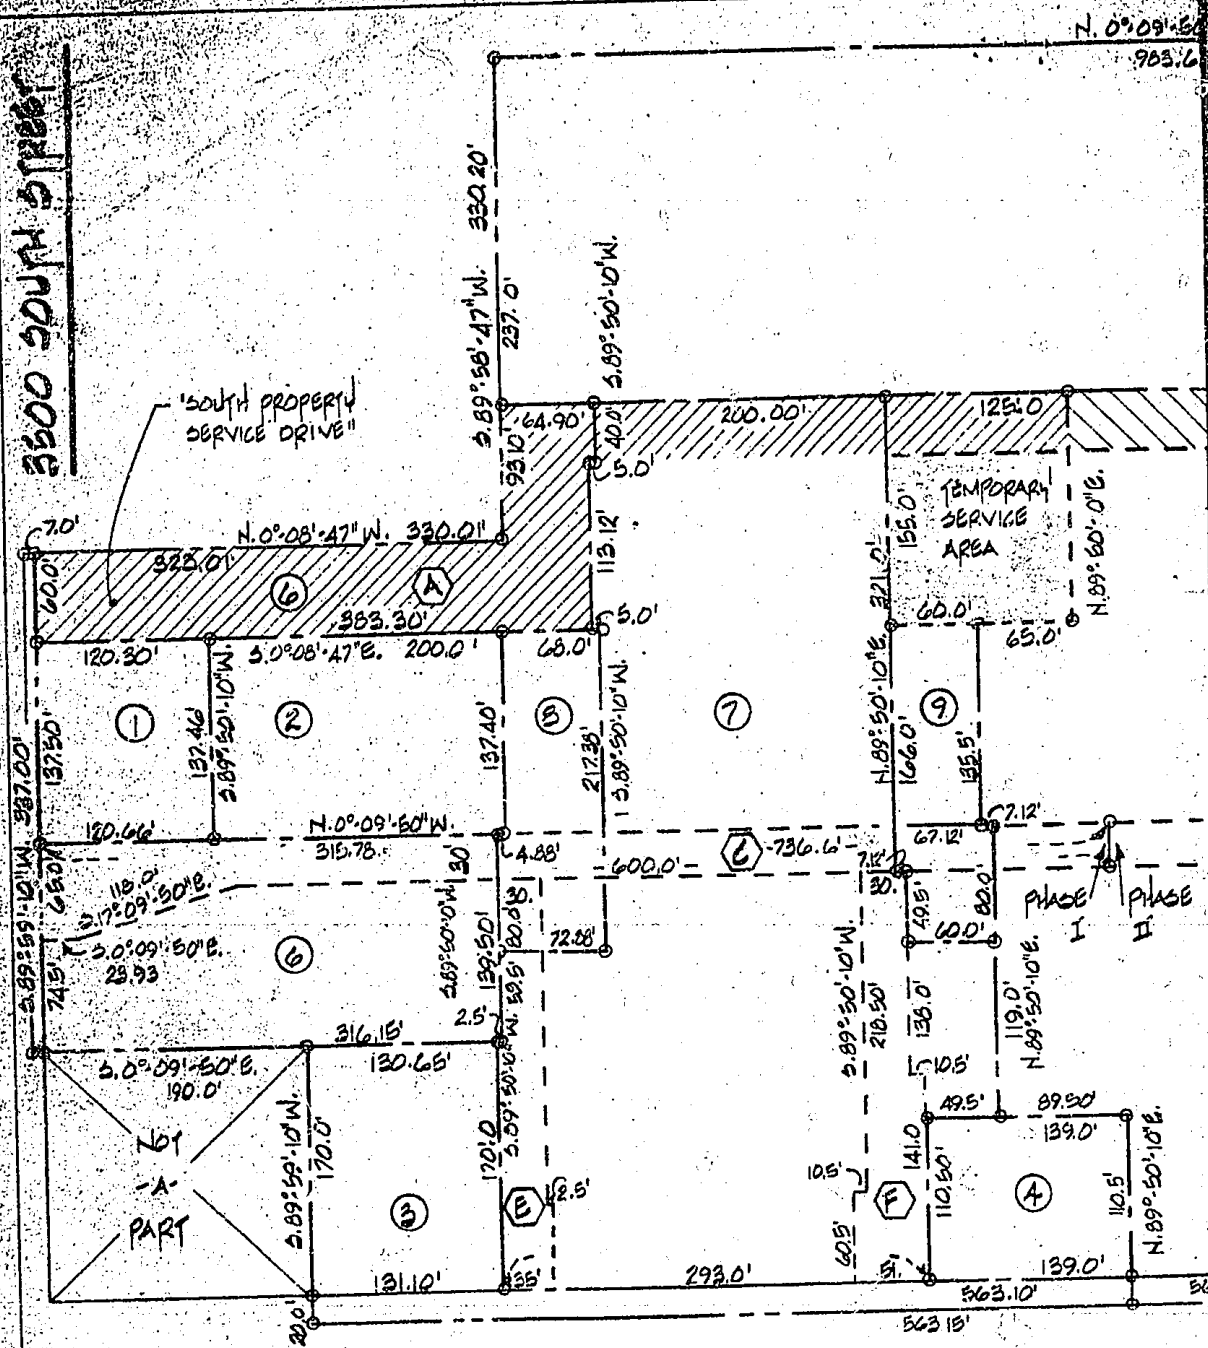 N. 0°-09'-50
983.6
3500 SOUTH STREET
330.20'
S.89°-58'-47"W.
237.0'
S.89°-50'-10"W.
"SOUTH PROPERTY
SERVICE DRIVE"
64.90'
40.0'
200.00'
125.0
93.10'
5.0'
TEMPORARY
SERVICE
AREA
155.0'
321.0'
N.89°-50'-0"E.
7.0'
N.0°-08'-47"W. 330.01'
323.01'
60.0'
6
A
113.12'
383.30'
5.0'
60.0'
65.0'
120.30'
S.0°08'-47"E. 200.0'
68.0'
137.50'
1
137.46'
S.89°-50'-10"W.
2
137.40'
8
217.38'
S.89°-50'-10"W.
7
N.89°-50'-10"E.
166.0'
9
135.5'
S.89°-59'-10"W. 337.00'
120.66'
N.0°-09'-50"W.
315.78
4.88'
30'
600.0'
C
736.6'
7.12'
67.12'
7.12'
30.
65.0'
118.0'
S.17°-09'-50"E.
S.0°09'-50"E.
23.93
74.5'
6
S.89°-50'-0"W.
139.50'
30.
80.0'
59.5'
72.88'
49.5'
80.0'
60.0'
PHASE
I
PHASE
II
2.5'
S.89°-50'-10"W.
316.15'
130.65'
S.0°-09'-50"E.
190.0'
S.89°-50'-10"W.
218.50'
138.0'
119.0'
N.89°-50'-10"E.
10.5'
NOT
-A-
PART
S.89°-59'-10"W.
170.0'
3
170.0
E
2.5'
49.5'
89.50'
139.0'
10.5'
60.5'
F
141.0
110.50'
4
110.5'
N.89°-50'-10"E.
131.10'
35'
293.0'
51.
139.0'
563.10'
20.0'
563.15'
56